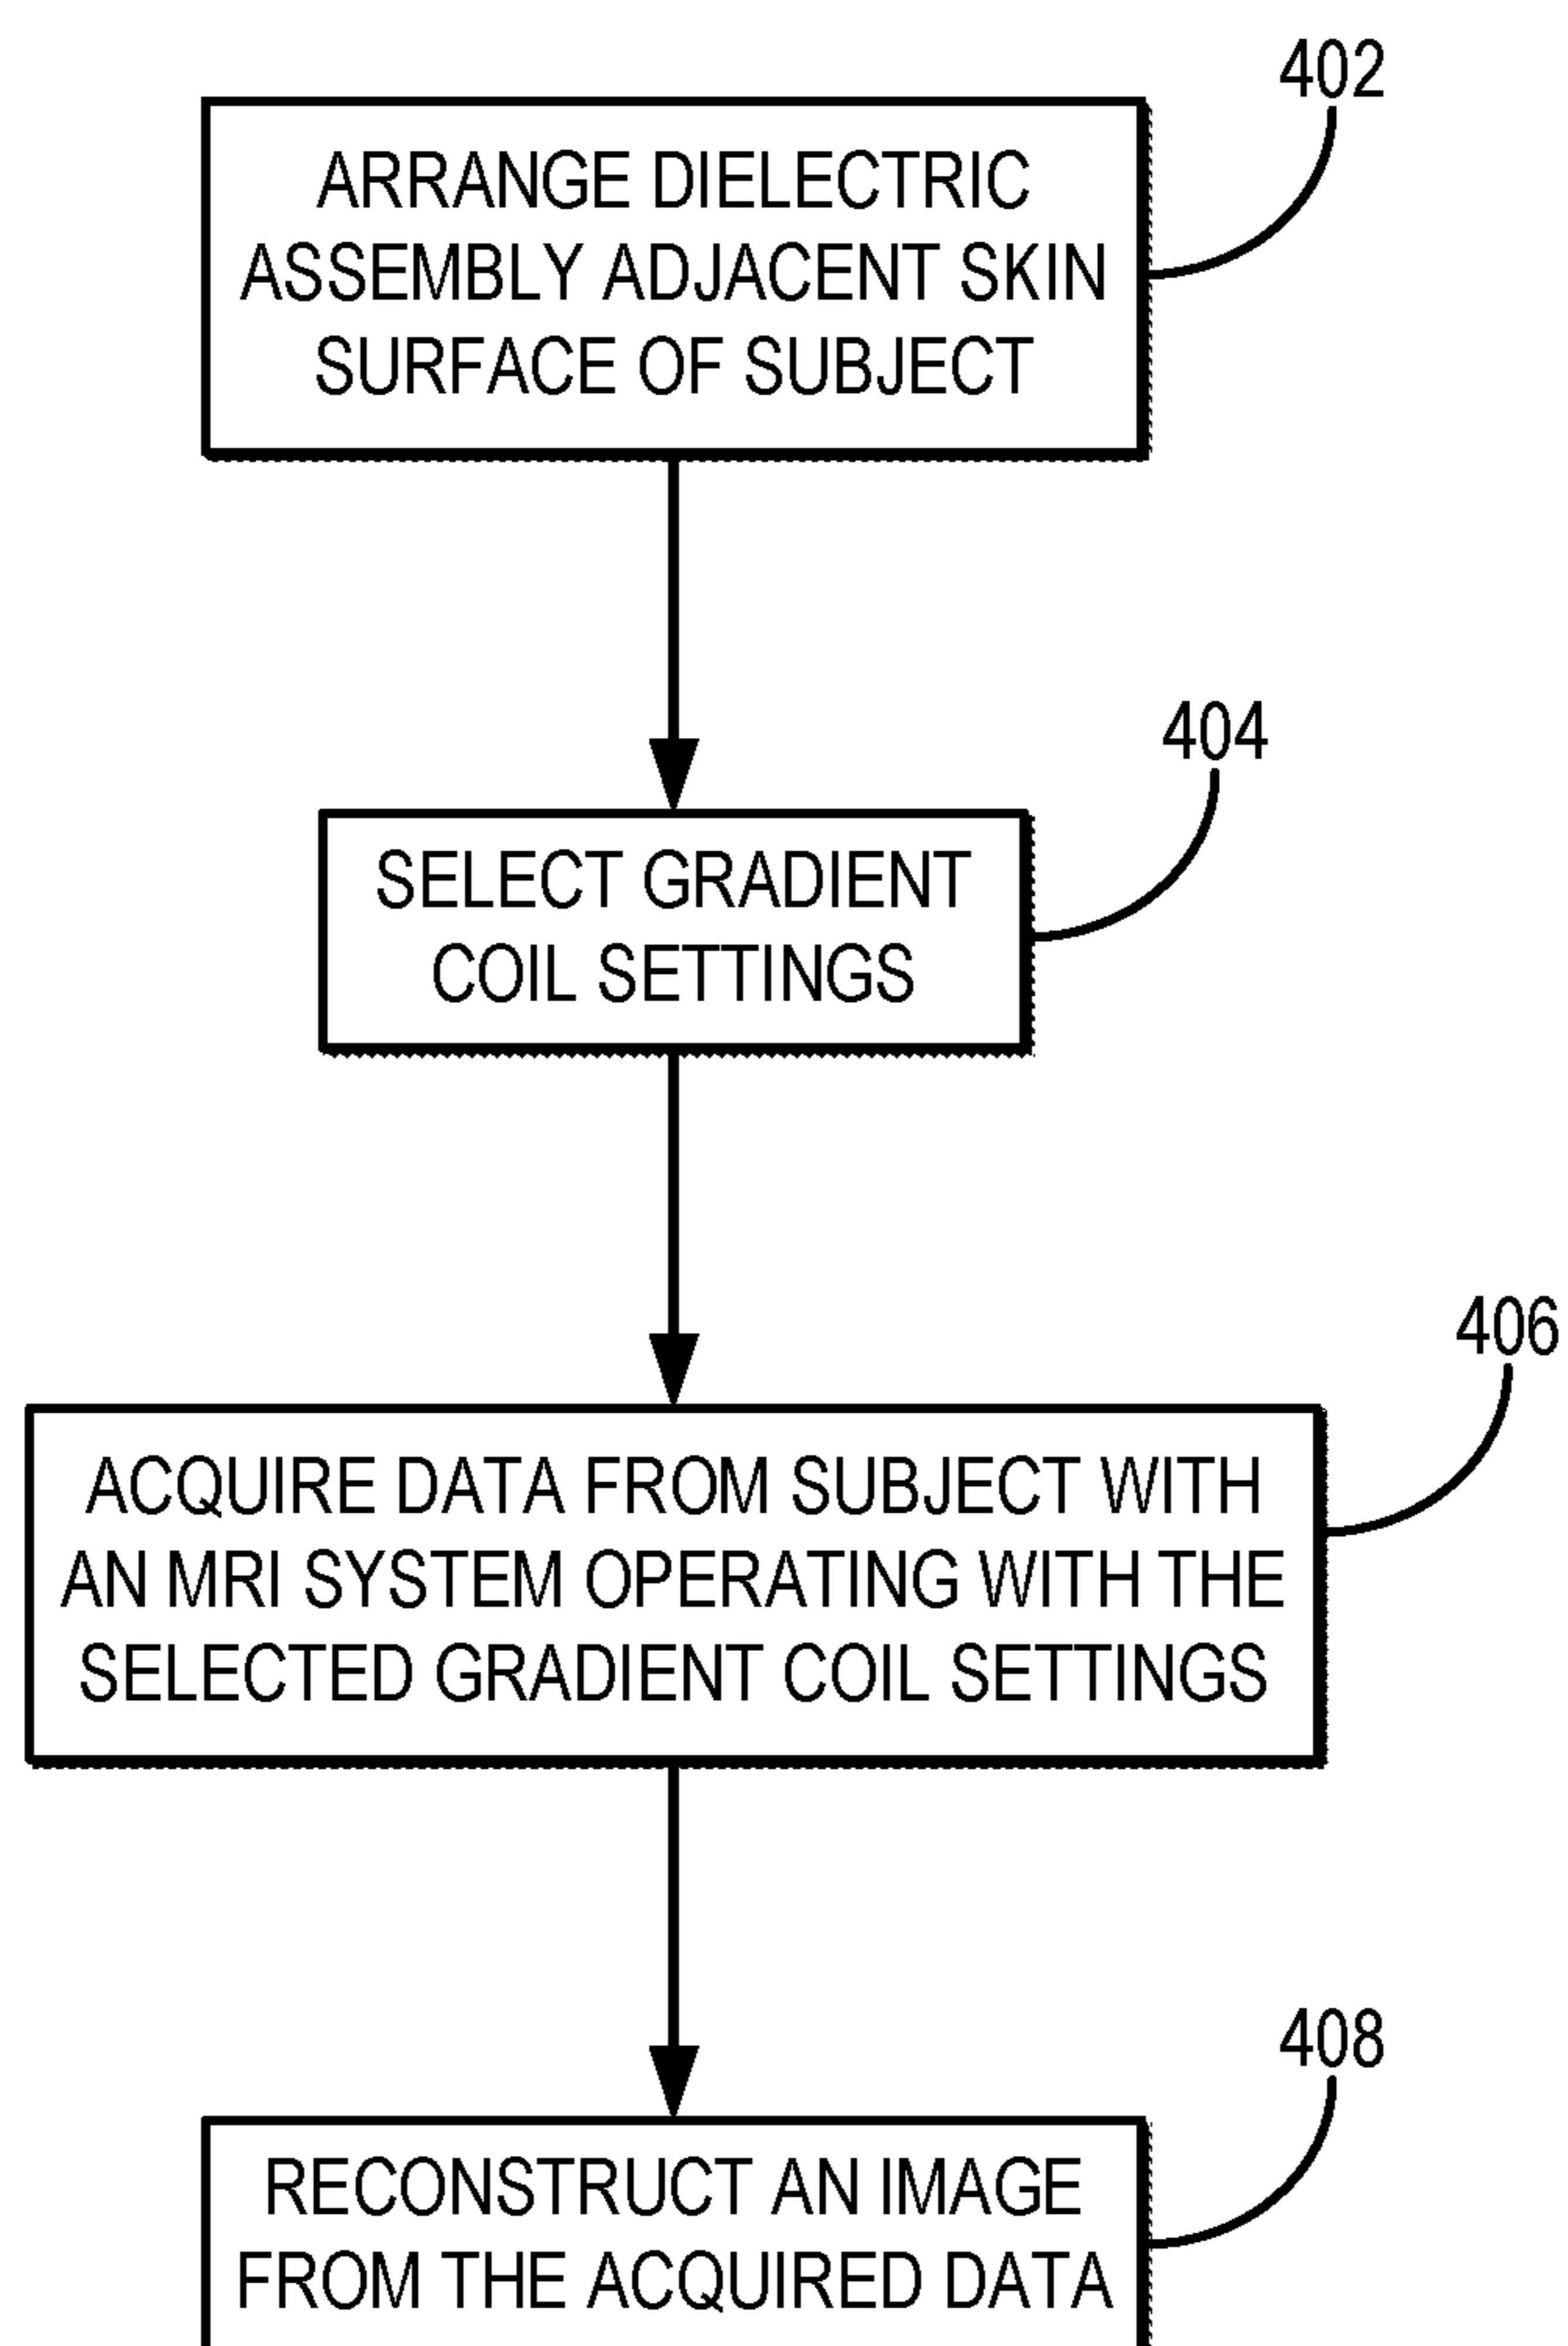 402
ARRANGE DIELECTRIC
ASSEMBLY ADJACENT SKIN
SURFACE OF SUBJECT
404
SELECT GRADIENT
COIL SETTINGS
406
ACQUIRE DATA FROM SUBJECT WITH
AN MRI SYSTEM OPERATING WITH THE
SELECTED GRADIENT COIL SETTINGS
408
RECONSTRUCT AN IMAGE
FROM THE ACQUIRED DATA